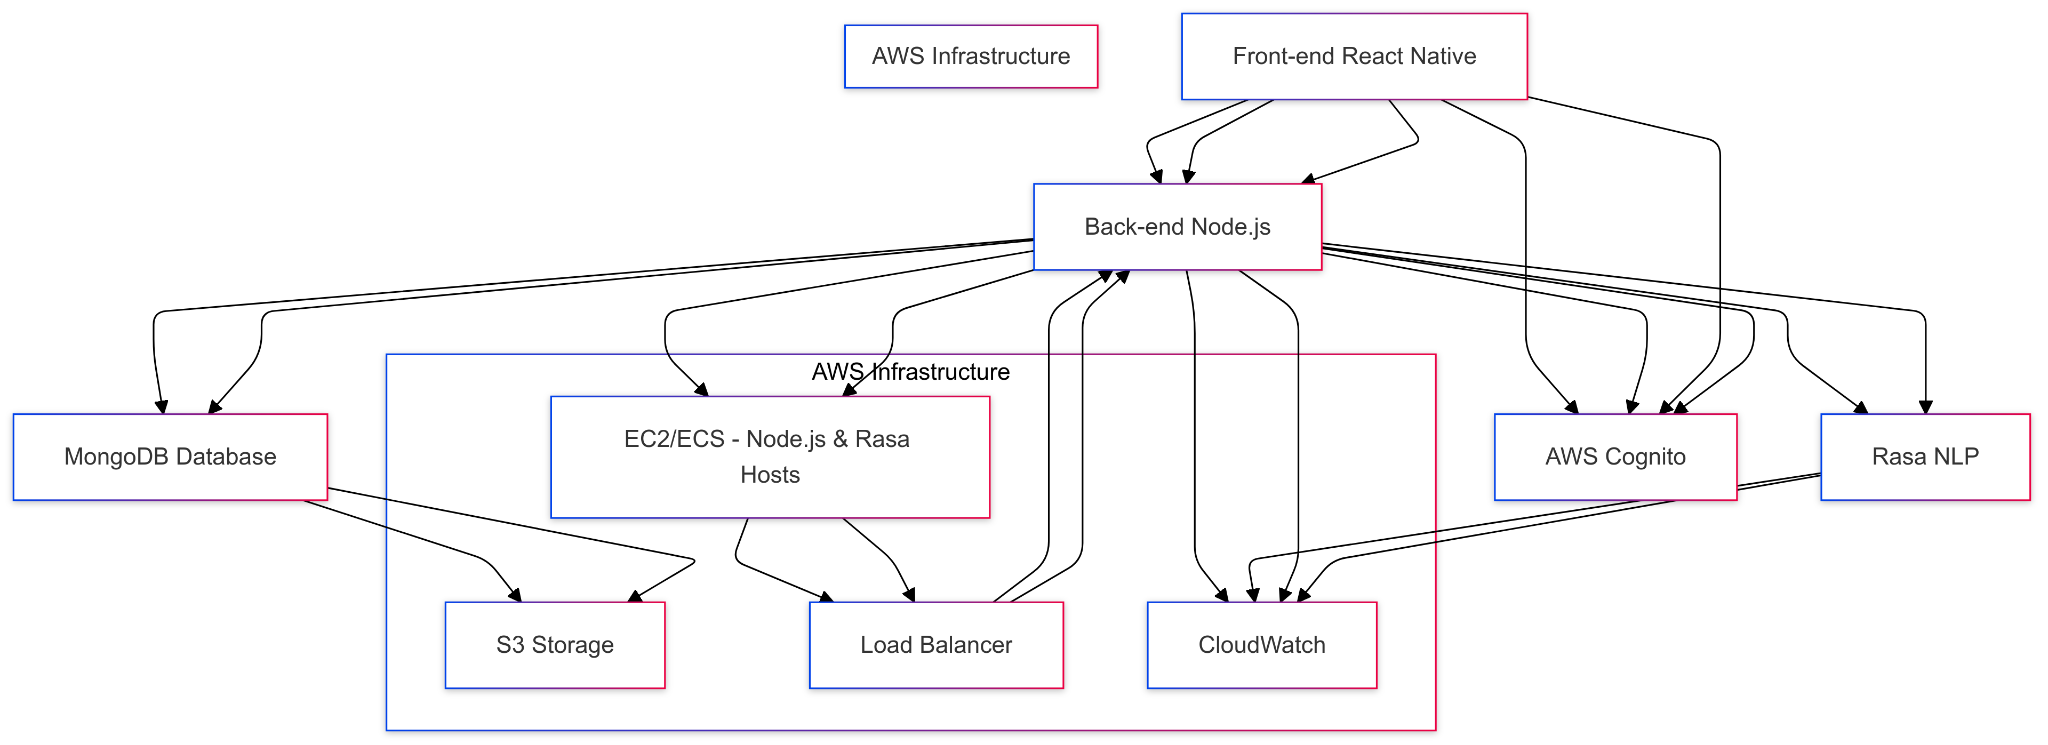 AWS Infrastructure
Front-end React Native
Back-end Node.js
AWS Infrastructure
MongoDB Database
EC2/ECS - Node.js & Rasa
Hosts
AWS Cognito
Rasa NLP
S3 Storage
Load Balancer
CloudWatch